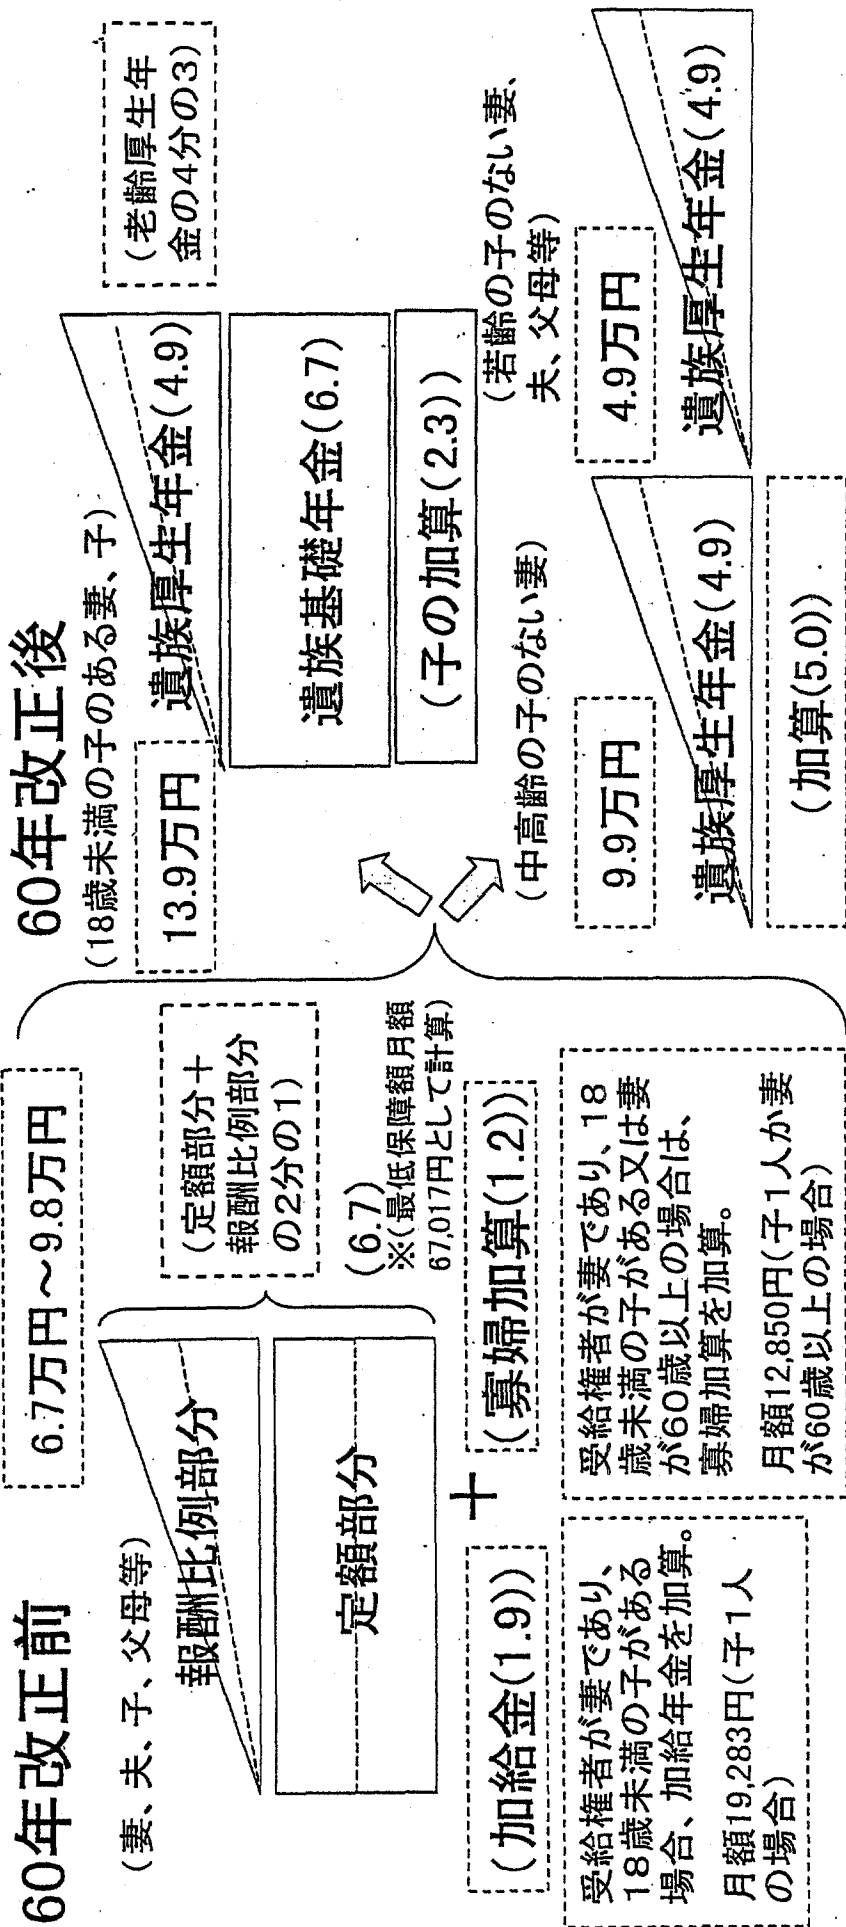 60年改正前
6.7万円～9.8万円
(妻、夫、子、父母等)
報酬比例部分
定額部分
(定額部分＋
報酬比例部分
の2分の1)
(6.7)
※(最低保障額月額
67,017円として計算)
(加給金(1.9))
＋
(寡婦加算(1.2))
受給権者が妻であり、
18歳未満の子がある
場合、加給年金を加算。
月額19,283円(子1人
の場合)
受給権者が妻であり、18
歳未満の子がある又は妻
が60歳以上の場合は、
寡婦加算を加算。
月額12,850円(子1人か妻
が60歳以上の場合)
60年改正後
(18歳未満の子のある妻、子)
13.9万円
遺族厚生年金(4.9)
(老齢厚生年
金の4分の3)
遺族基礎年金(6.7)
(子の加算(2.3))
(中高齢の子のない妻)
9.9万円
遺族厚生年金(4.9)
(加算(5.0))
(若齢の子のない妻、
夫、父母等)
4.9万円
遺族厚生年金(4.9)